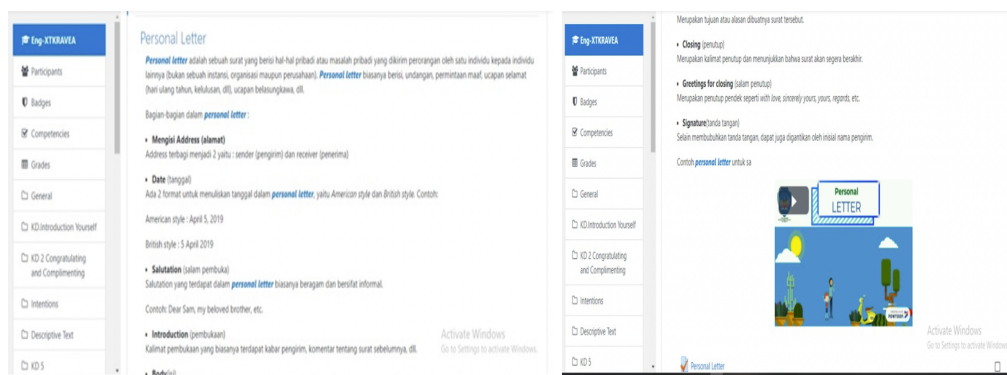 Eng-XTKRAVEA
Participants
Badges
Competencies
Grades
General
KD.Introduction Yourself
KD 2 Congratulating
and Complimenting
Intentions
Descriptive Text
KD 5
Personal Letter
Personal letter adalah sebuah surat yang berisi hal-hal pribadi atau masalah pribadi yang dikirim perorangan oleh satu individu kepada individu
lainnya (bukan sebuah instansi, organisasi maupun perusahaan). Personal letter biasanya berisi, undangan, permintaan maaf, ucapan selamat
(hari ulang tahun, kelulusan, dll), ucapan belasungkawa, dll.
Bagian-bagian dalam personal letter :
• Mengisi Address (alamat)
Address terbagi menjadi 2 yaitu : sender (pengirim) dan receiver (penerima)
• Date (tanggal)
Ada 2 format untuk menuliskan tanggal dalam personal letter, yaitu American style dan British style. Contoh:
American style : April 5, 2019
British style : 5 April 2019
• Salutation (salam pembuka)
Salutation yang terdapat dalam personal letter biasanya beragam dan bersifat informal.
Contoh: Dear Sam, my beloved brother, etc.
• Introduction (pembukaan)
Kalimat pembukaan yang biasanya terdapat kabar pengirim, komentar tentang surat sebelumnya, dll.
• Body(isi)
Activate Windows
Go to Settings to activate Windows.
Eng-XTKRAVEA
Participants
Badges
Competencies
Grades
General
KD.Introduction Yourself
KD 2 Congratulating
and Complimenting
Intentions
Descriptive Text
KD 5
Merupakan tujuan atau alasan dibuatnya surat tersebut.
• Closing (penutup)
Merupakan kalimat penutup dan menunjukkan bahwa surat akan segera berakhir.
• Greetings for closing (salam penutup)
Merupakan penutup pendek seperti with love, sincerely yours, yours, regards, etc.
• Signature(tanda tangan)
Selain membubuhkan tanda tangan, dapat juga digantikan oleh inisial nama pengirim.
Contoh personal letter untuk sa
Personal
LETTER
POWTOON
Activate Windows
Go to Settings to activate Windows
Personal Letter